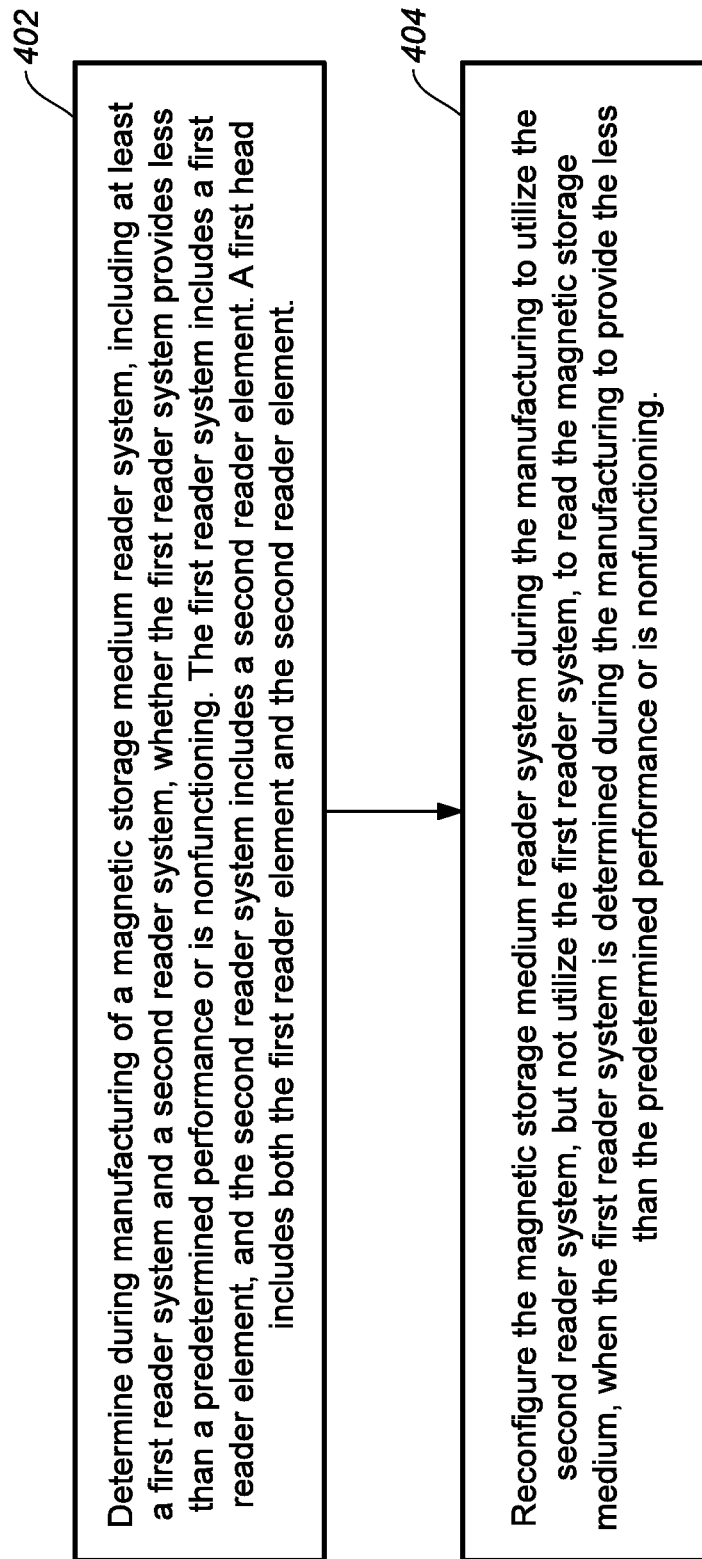 402
Determine during manufacturing of a magnetic storage medium reader system, including at least
a first reader system and a second reader system, whether the first reader system provides less
than a predetermined performance or is nonfunctioning. The first reader system includes a first
reader element, and the second reader system includes a second reader element. A first head
includes both the first reader element and the second reader element.
404
Reconfigure the magnetic storage medium reader system during the manufacturing to utilize the
second reader system, but not utilize the first reader system, to read the magnetic storage
medium, when the first reader system is determined during the manufacturing to provide the less
than the predetermined performance or is nonfunctioning.